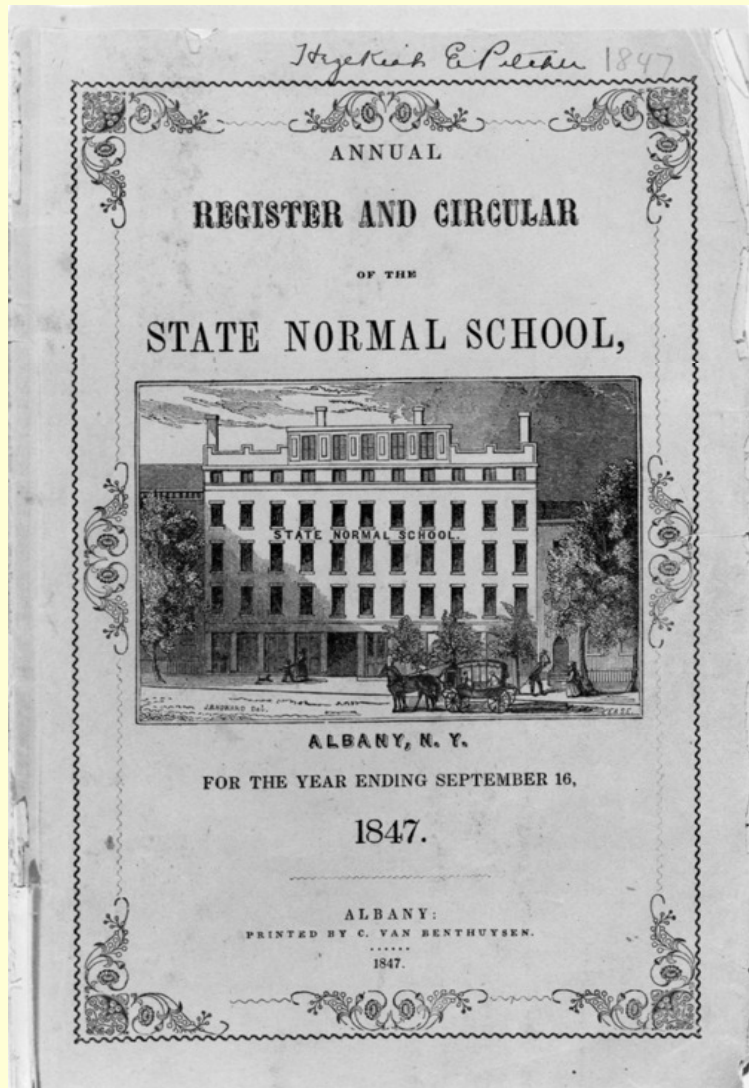 Hezekiah E. Pilcher 1847
ANNUAL
REGISTER AND CIRCULAR
OF THE
STATE NORMAL SCHOOL,
STATE NORMAL SCHOOL.
Del.
ALBANY, N. Y.
FOR THE YEAR ENDING SEPTEMBER 16,
1847.
ALBANY:
PRINTED BY C. VAN BENTHUYSEN.
......
1847.